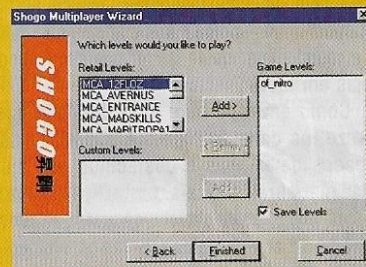 Shogo Multiplayer Wizard
Which levels would you like to play?
Retail Levels:
MCA_12FLOZ
MCA_AVERNUS
MCA_ENTRANCE
MCA_MADSKILLS
Custom Levels:
Add >
Game Levels:
of_nitro
Save Levels
< Back
Finished
Cancel
SHOGO